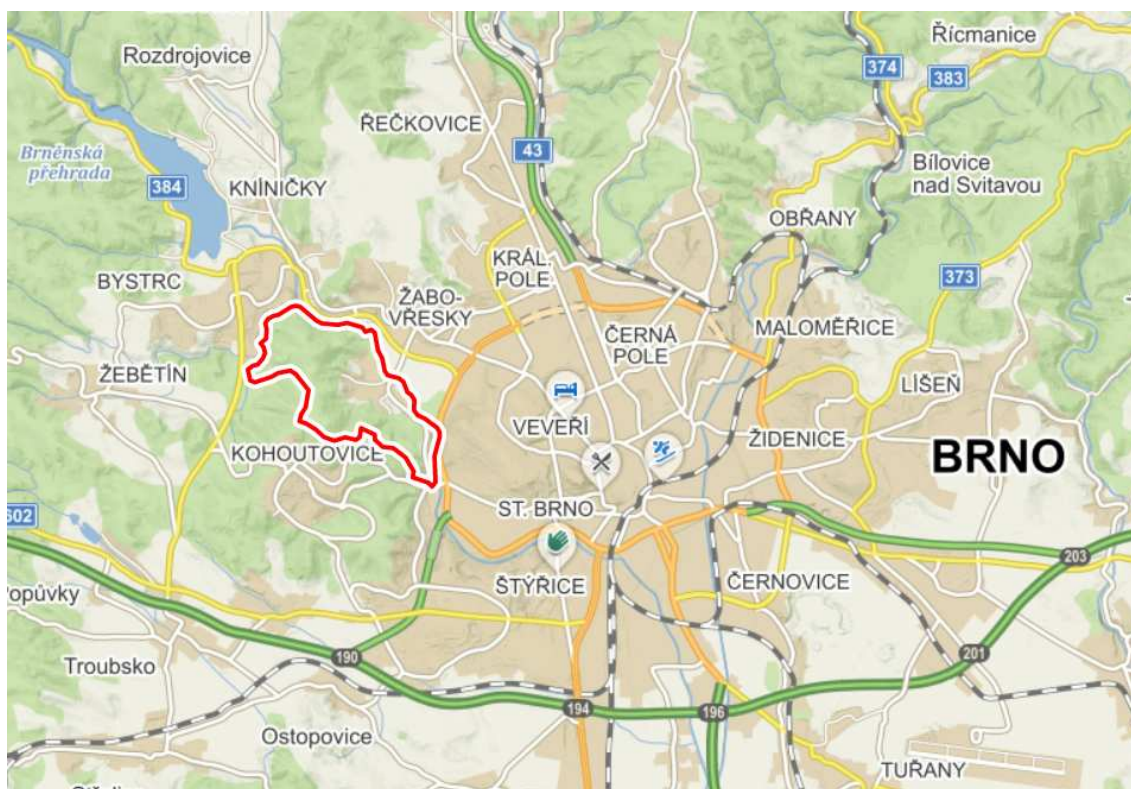 Rozdrojovice
ŘEČKOVICE
43
374
383
Řícmanice
Brněnská
přehrada
384
KNÍNIČKY
Bílovice
nad Svitavou
OBŘANY
KRÁL.
POLE
373
BYSTRC
ŽABO-
VŘESKY
ČERNÁ
POLE
MALOMĚŘICE
ŽEBĚTÍN
LÍŠEŇ
VEVEŘÍ
ŽIDENICE
KOHOUTOVICE
BRNO
602
ST. BRNO
203
ŠTÝŘICE
ČERNOVICE
Popůvky
190
201
Troubsko
194
196
Ostopovice
TUŘANY